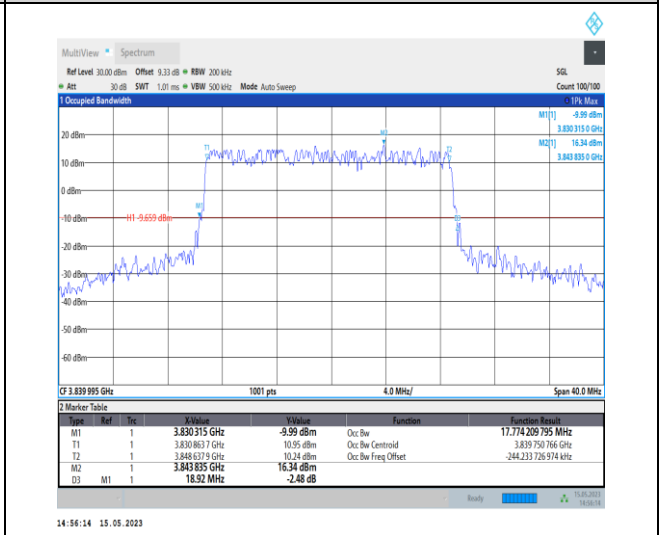 MultiView Spectrum
Ref Level 30.00 dBm Offset 9.33 dB RBW 200 kHz SGL
Att 30 dB SWT 1.01 ms VBW 500 kHz Mode Auto Sweep Count 100/100
1 Occupied Bandwidth 1Pk Max
M1[1] -9.99 dBm
3.830 315 0 GHz
M2[1] 16.34 dBm
3.843 835 0 GHz
20 dBm
M2
T1 T2
10 dBm
0 dBm
M1
-10 dBm H1 -9.659 dBm
D3
-20 dBm
-30 dBm
-40 dBm
-50 dBm
-60 dBm
CF 3.839 995 GHz 1001 pts 4.0 MHz/ Span 40.0 MHz
2 Marker Table
Type Ref Trc X-Value Y-Value Function Function Result
M1 1 3.830 315 GHz -9.99 dBm Occ Bw 17.774 209 795 MHz
T1 1 3.830 863 7 GHz 10.95 dBm Occ Bw Centroid 3.839 750 766 GHz
T2 1 3.848 637 9 GHz 10.24 dBm Occ Bw Freq Offset -244.233 726 974 kHz
M2 1 3.843 835 GHz 16.34 dBm
D3 M1 1 18.92 MHz -2.48 dB
Ready 15.05.2023
14:56:14
14:56:14 15.05.2023